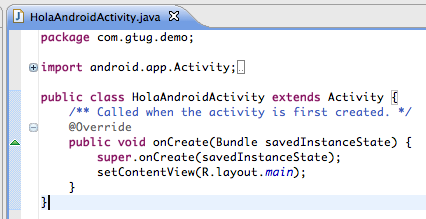 HolaAndroidActivity.java
package com.gtug.demo;
import android.app.Activity;
public class HolaAndroidActivity extends Activity {
/** Called when the activity is first created. */
@Override
public void onCreate(Bundle savedInstanceState) {
super.onCreate(savedInstanceState);
setContentView(R.layout.main);
}
}